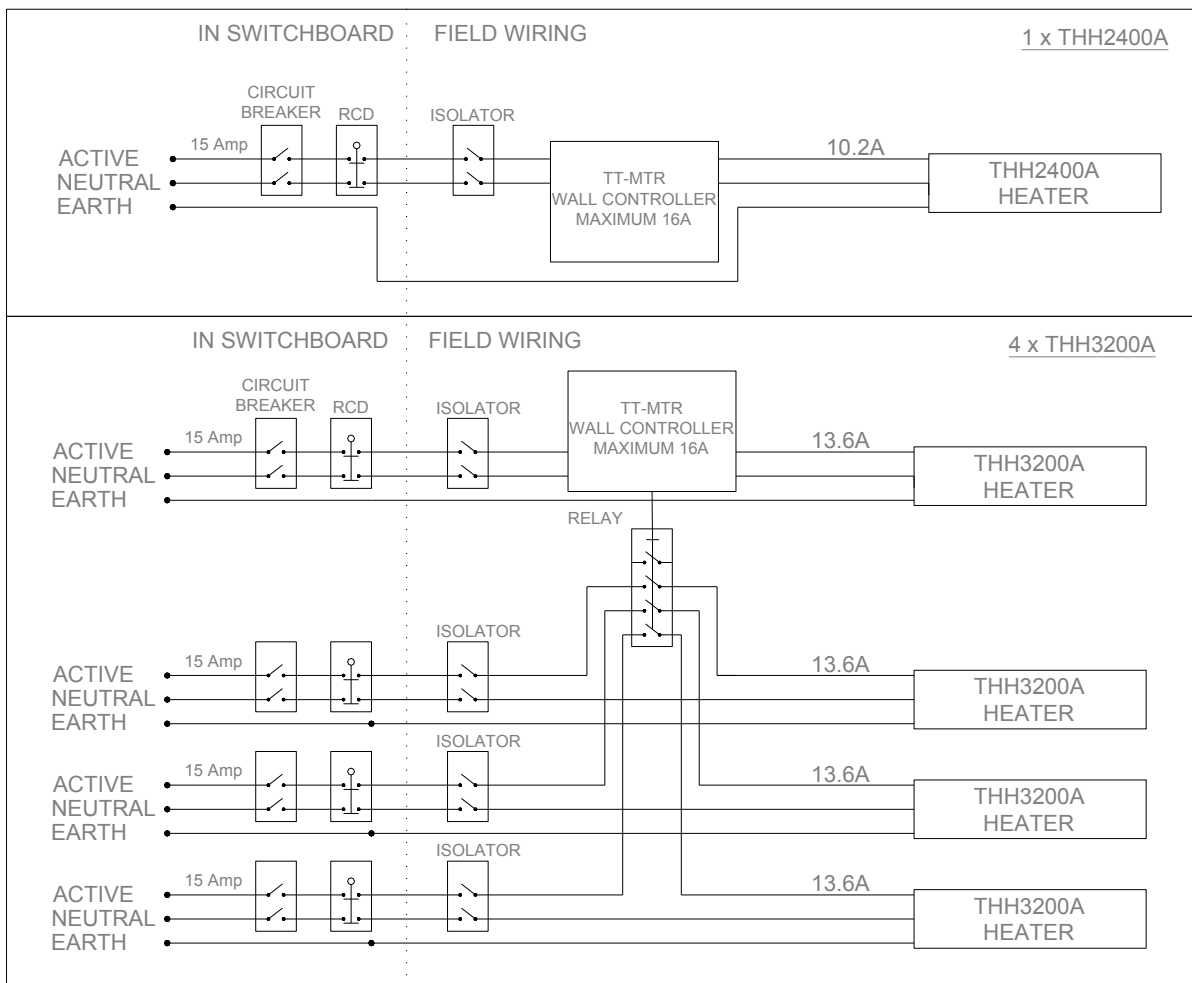 IN SWITCHBOARD
FIELD WIRING
1 x THH2400A
CIRCUIT
BREAKER
RCD
ISOLATOR
15 Amp
ACTIVE
NEUTRAL
EARTH
TT-MTR
WALL CONTROLLER
MAXIMUM 16A
10.2A
THH2400A
HEATER
IN SWITCHBOARD
FIELD WIRING
4 x THH3200A
CIRCUIT
BREAKER
RCD
ISOLATOR
15 Amp
ACTIVE
NEUTRAL
EARTH
TT-MTR
WALL CONTROLLER
MAXIMUM 16A
13.6A
THH3200A
HEATER
RELAY
ISOLATOR
15 Amp
ACTIVE
NEUTRAL
EARTH
13.6A
THH3200A
HEATER
ISOLATOR
15 Amp
ACTIVE
NEUTRAL
EARTH
13.6A
THH3200A
HEATER
ISOLATOR
15 Amp
ACTIVE
NEUTRAL
EARTH
13.6A
THH3200A
HEATER